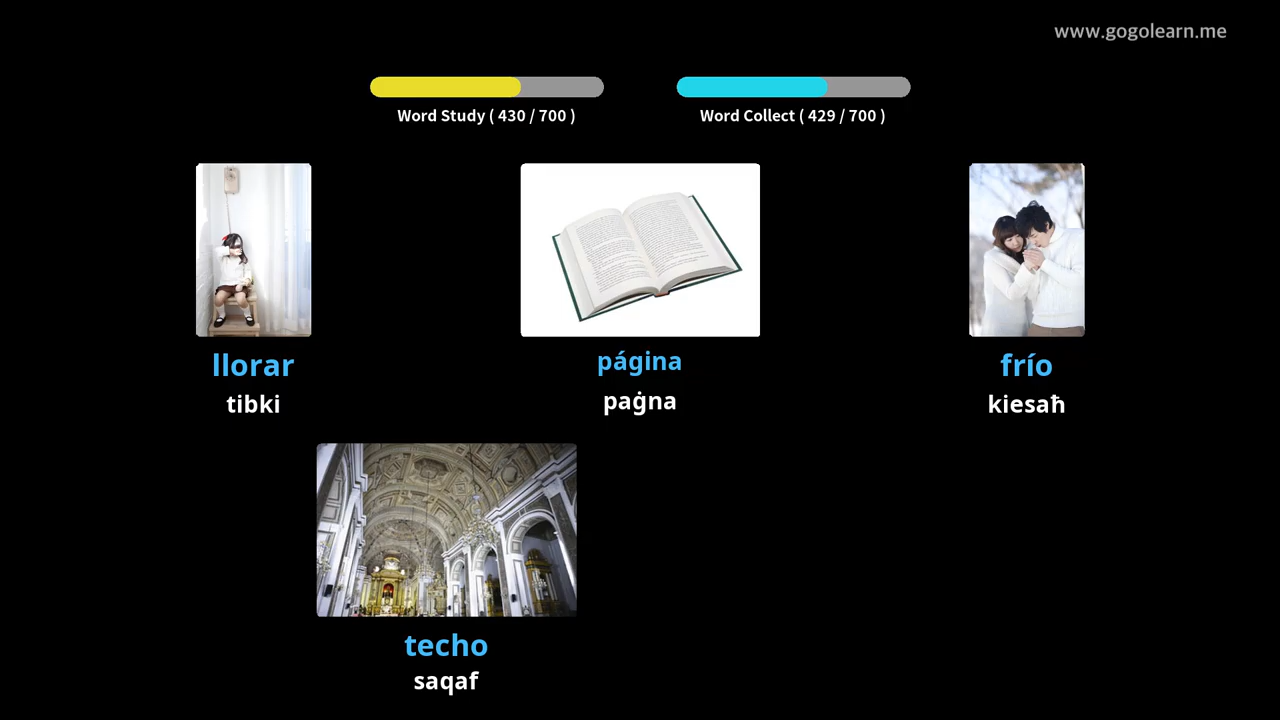 www.gogolearn.me
Word Study ( 430 / 700 )
Word Collect ( 429 / 700 )
llorar
tibki
página
paġna
frío
kiesaħ
techo
saqaf